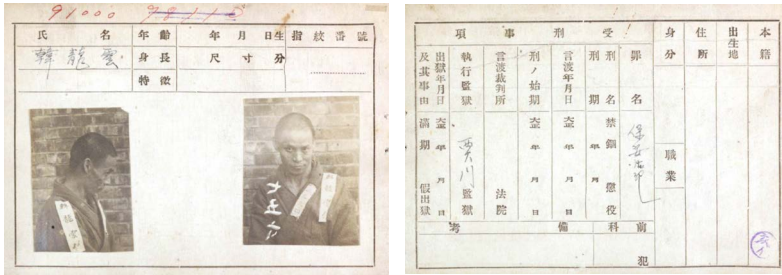 91000
氏名
韓龍雲
年齡 年月日生
身長 尺寸分
特徵
指紋番號
本籍
出生地
住所
身分
職業
受刑事項
罪名 保安法
刑名 禁錮 懲役
刑期 年 月
言渡年月日 大正 年 月 日
刑ノ始期 大正 年 月 日
言渡裁判所 法院
執行監獄 監獄
出獄年月日及其事由 大正 年 月 日 滿期 假出獄
前科 犯
備考